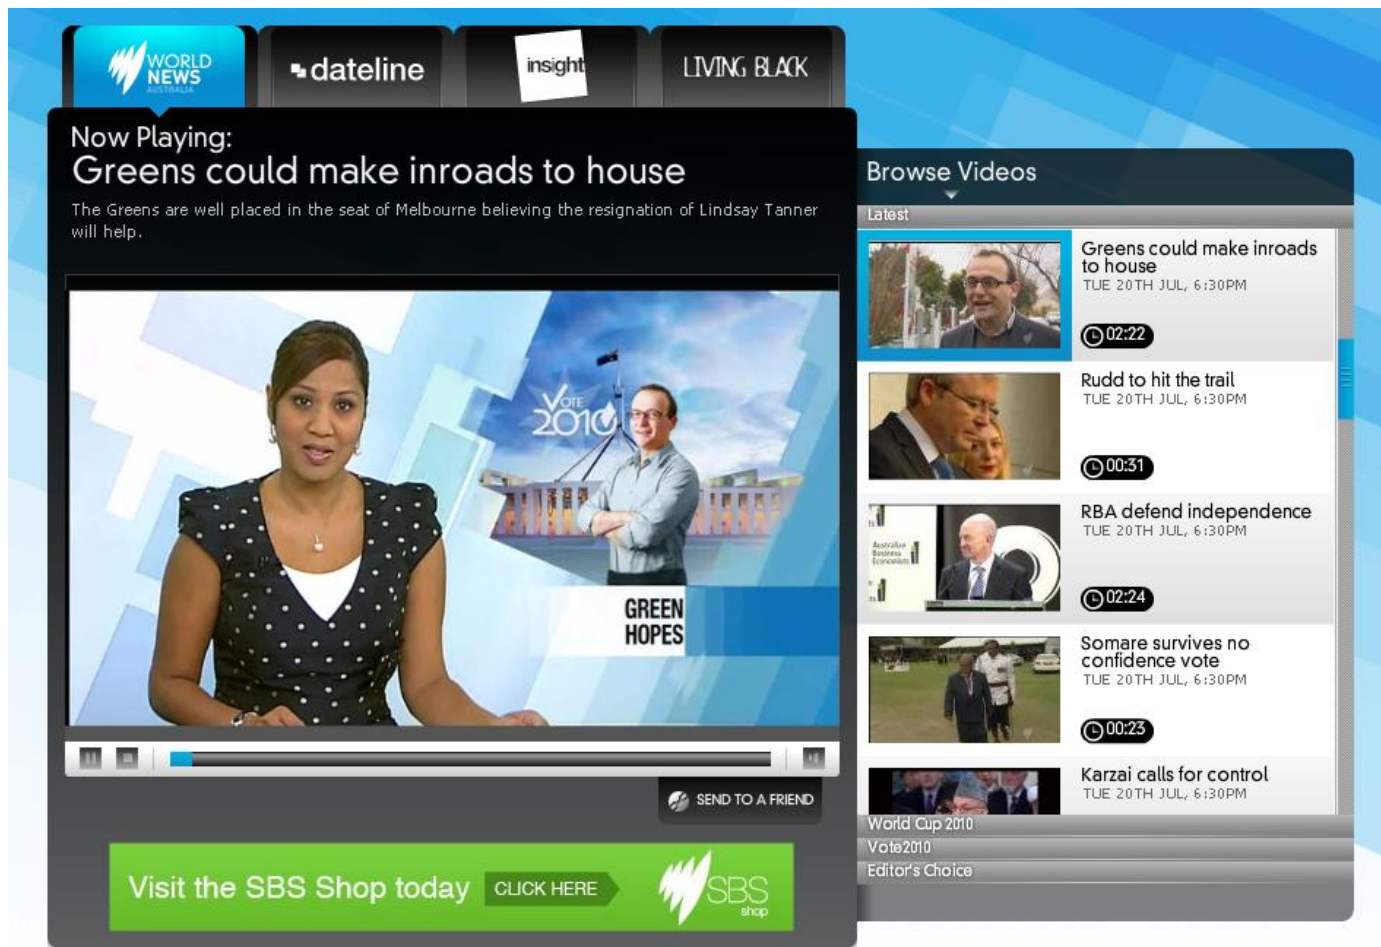 WORLD
NEWS
AUSTRALIA
dateline
insight
LIVING BLACK
Now Playing:
Greens could make inroads to house
The Greens are well placed in the seat of Melbourne believing the resignation of Lindsay Tanner
will help.
VOTE
2010
GREEN
HOPES
SEND TO A FRIEND
Visit the SBS Shop today
CLICK HERE
SBS
shop
Browse Videos
Latest
Greens could make inroads
to house
TUE 20TH JUL, 6:30PM
02:22
Rudd to hit the trail
TUE 20TH JUL, 6:30PM
00:31
Australian
Business
Economists
RBA defend independence
TUE 20TH JUL, 6:30PM
02:24
Somare survives no
confidence vote
TUE 20TH JUL, 6:30PM
00:23
Karzai calls for control
TUE 20TH JUL, 6:30PM
World Cup 2010
Vote2010
Editor's Choice